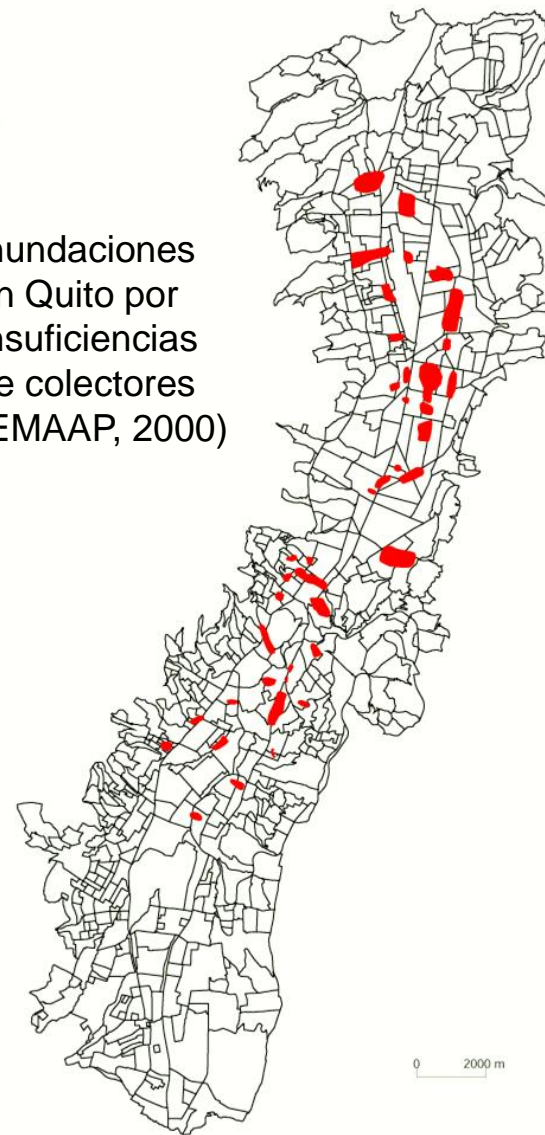 nundaciones
n Quito por
nsuficiencias
e colectores
EMAAP, 2000)
0 2000 m